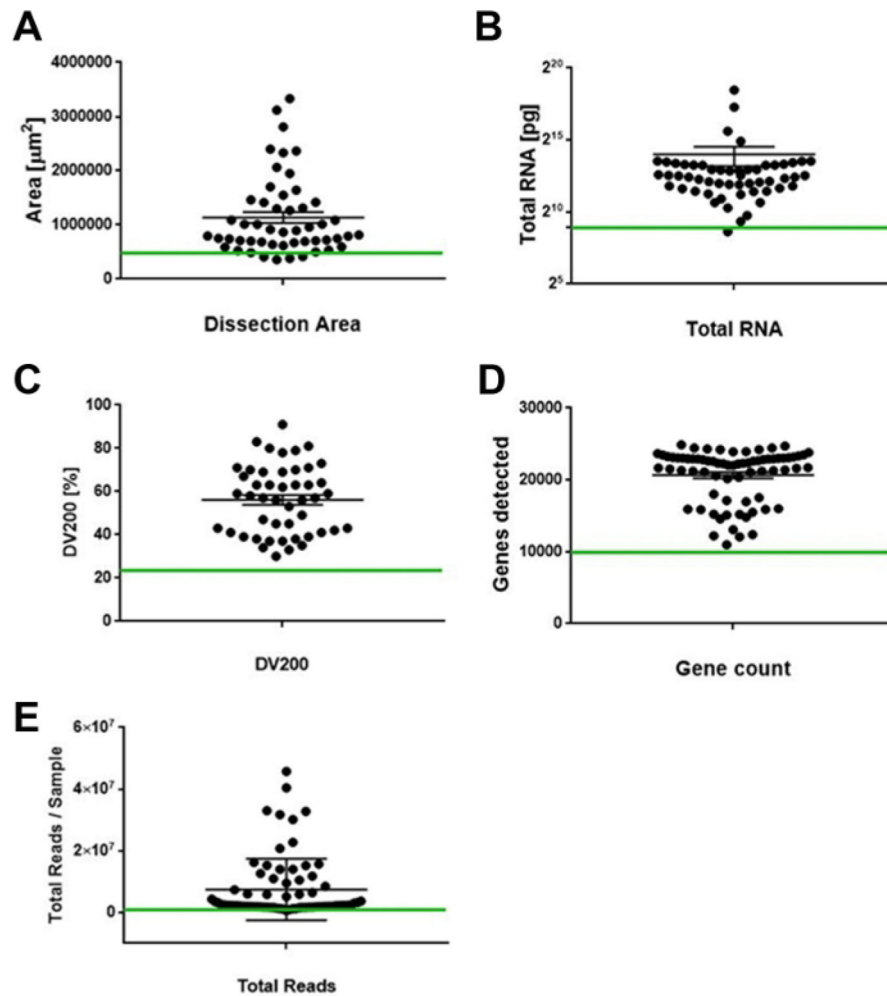 A
4000000
3000000
2000000
1000000
0
Area [µm²]
Dissection Area
B
2²⁰
2¹⁵
2¹⁰
2⁵
Total RNA [pg]
Total RNA
C
100
80
60
40
20
0
DV200 [%]
DV200
D
30000
20000
10000
0
Genes detected
Gene count
E
6×10⁷
4×10⁷
2×10⁷
0
Total Reads / Sample
Total Reads